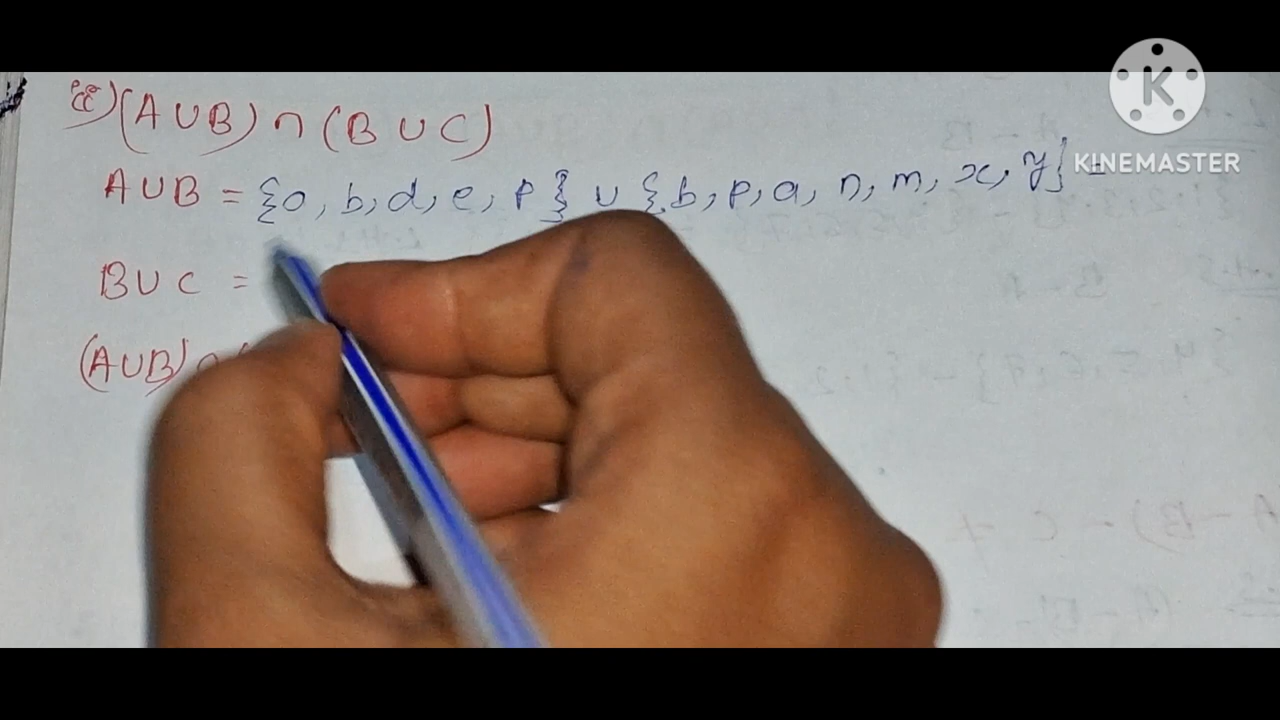 (A ∪ B) ∩ (B ∪ C)
A ∪ B = {o, b, d, e, p} ∪ {b, p, a, n, m, x, y} =
B ∪ C =
(A ∪ B) ∩
K
KINEMASTER